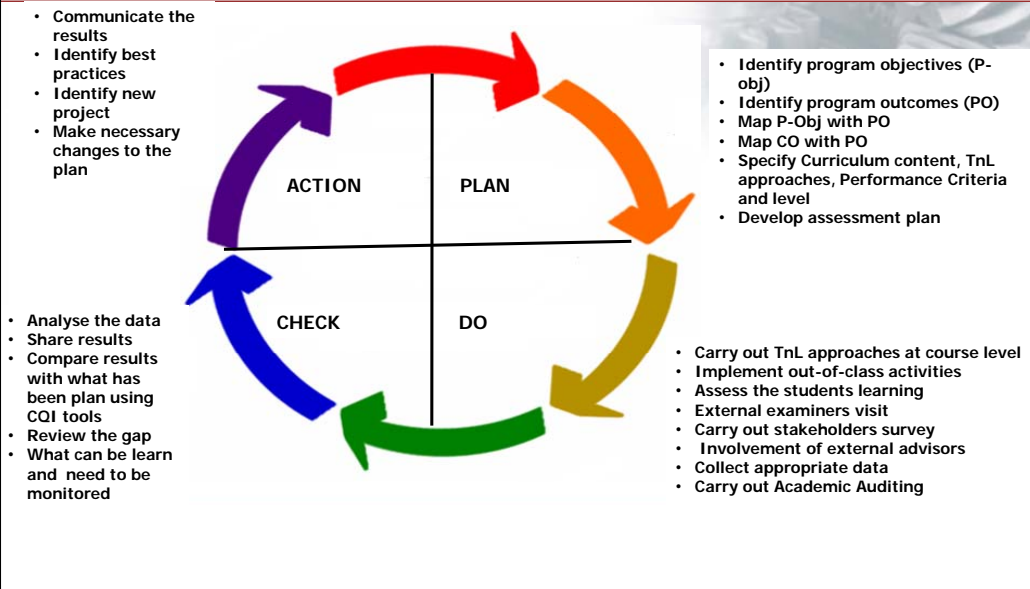 • Communicate the
results
• Identify best
practices
• Identify new
project
• Make necessary
changes to the
plan
• Identify program objectives (P-
obj)
• Identify program outcomes (PO)
• Map P-Obj with PO
• Map CO with PO
• Specify Curriculum content, TnL
approaches, Performance Criteria
and level
• Develop assessment plan
ACTION
PLAN
CHECK
DO
• Analyse the data
• Share results
• Compare results
with what has
been plan using
CQI tools
• Review the gap
• What can be learn
and need to be
monitored
• Carry out TnL approaches at course level
• Implement out-of-class activities
• Assess the students learning
• External examiners visit
• Carry out stakeholders survey
• Involvement of external advisors
• Collect appropriate data
• Carry out Academic Auditing